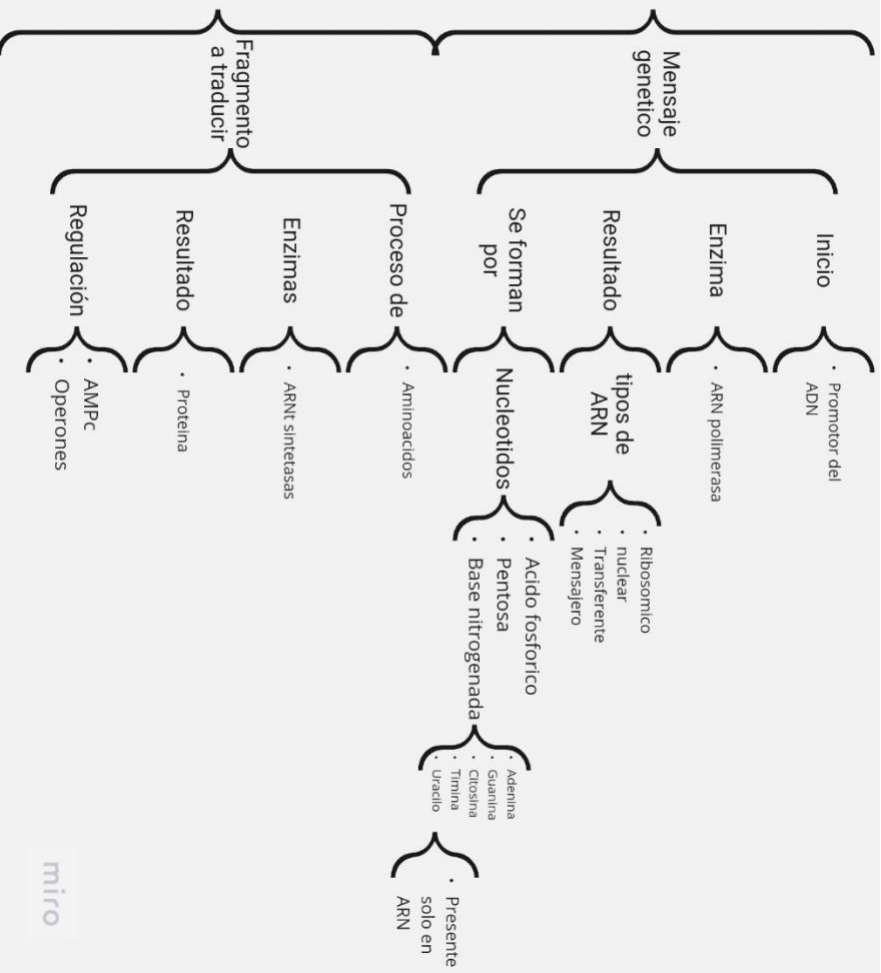 Mensaje
genetico
Inicio
• Promotor del
ADN
Enzima
• ARN polimerasa
Resultado
tipos de
ARN
• Ribosomico
• nuclear
• Transferente
• Mensajero
Se forman
por
Nucleotidos
• Acido fosforico
• Pentosa
• Base nitrogenada
• Adenina
• Guanina
• Citosina
• Timina
• Uracilo
• Presente
solo en
ARN
Fragmento
a traducir
Proceso de
• Aminoacidos
Enzimas
• ARNt sintetasas
Resultado
• Proteina
Regulación
• AMPc
• Operones
miro